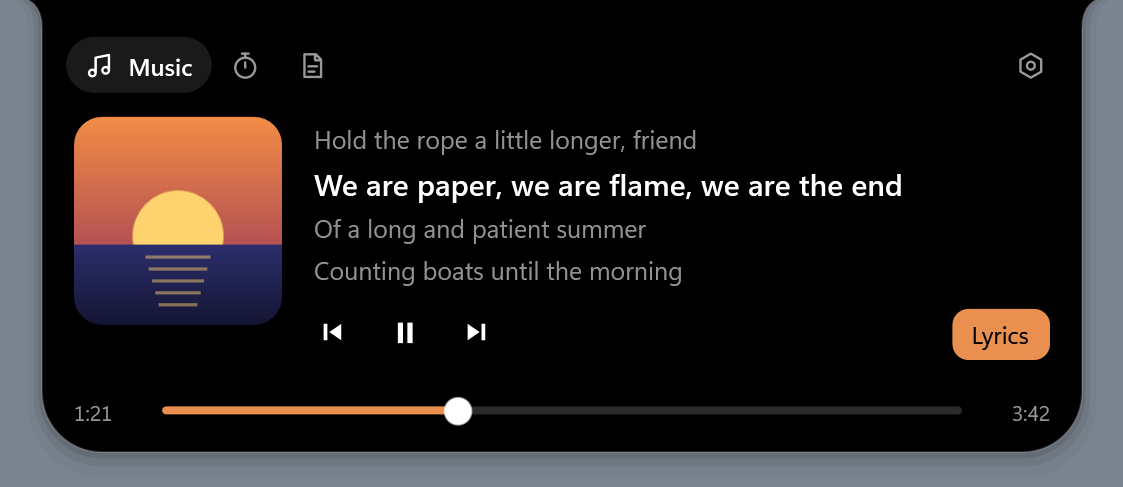 Music
Hold the rope a little longer, friend
We are paper, we are flame, we are the end
Of a long and patient summer
Counting boats until the morning
Lyrics
1:21
3:42